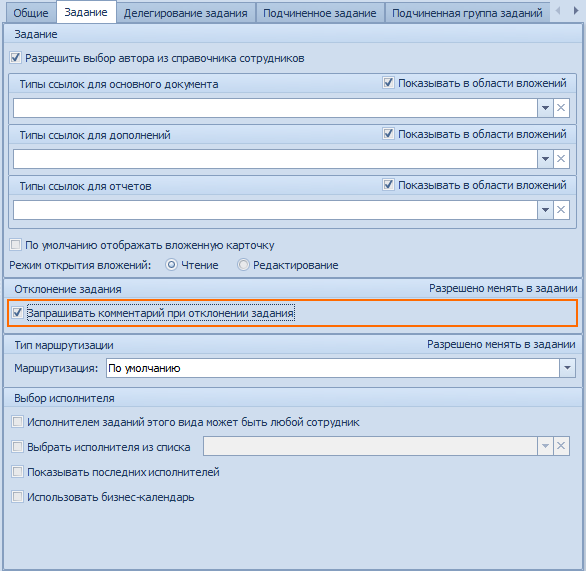 Общие Задание Делегирование задания Подчиненное задание Подчиненная группа заданий
Задание
Разрешить выбор автора из справочника сотрудников
Типы ссылок для основного документа Показывать в области вложений
Типы ссылок для дополнений Показывать в области вложений
Типы ссылок для отчетов Показывать в области вложений
По умолчанию отображать вложенную карточку
Режим открытия вложений: Чтение Редактирование
Отклонение задания Разрешено менять в задании
Запрашивать комментарий при отклонении задания
Тип маршрутизации Разрешено менять в задании
Маршрутизация: По умолчанию
Выбор исполнителя
Исполнителем заданий этого вида может быть любой сотрудник
Выбрать исполнителя из списка
Показывать последних исполнителей
Использовать бизнес-календарь